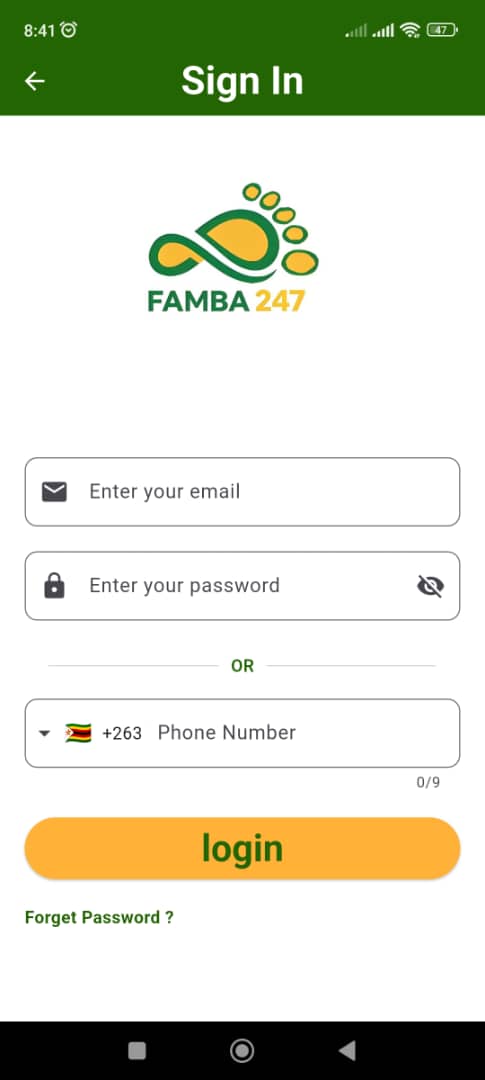 8:41
47
Sign In
FAMBA 247
Enter your email
Enter your password
OR
+263 Phone Number
0/9
login
Forget Password ?